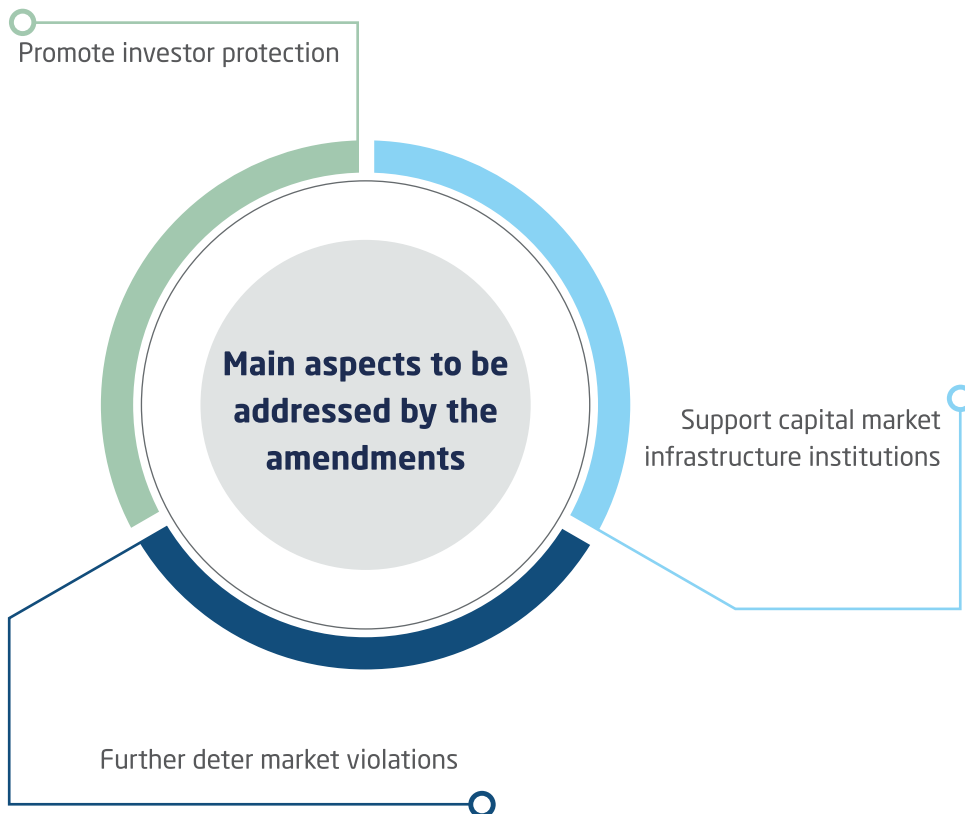 Promote investor protection
Main aspects to be
addressed by the
amendments
Support capital market
infrastructure institutions
Further deter market violations